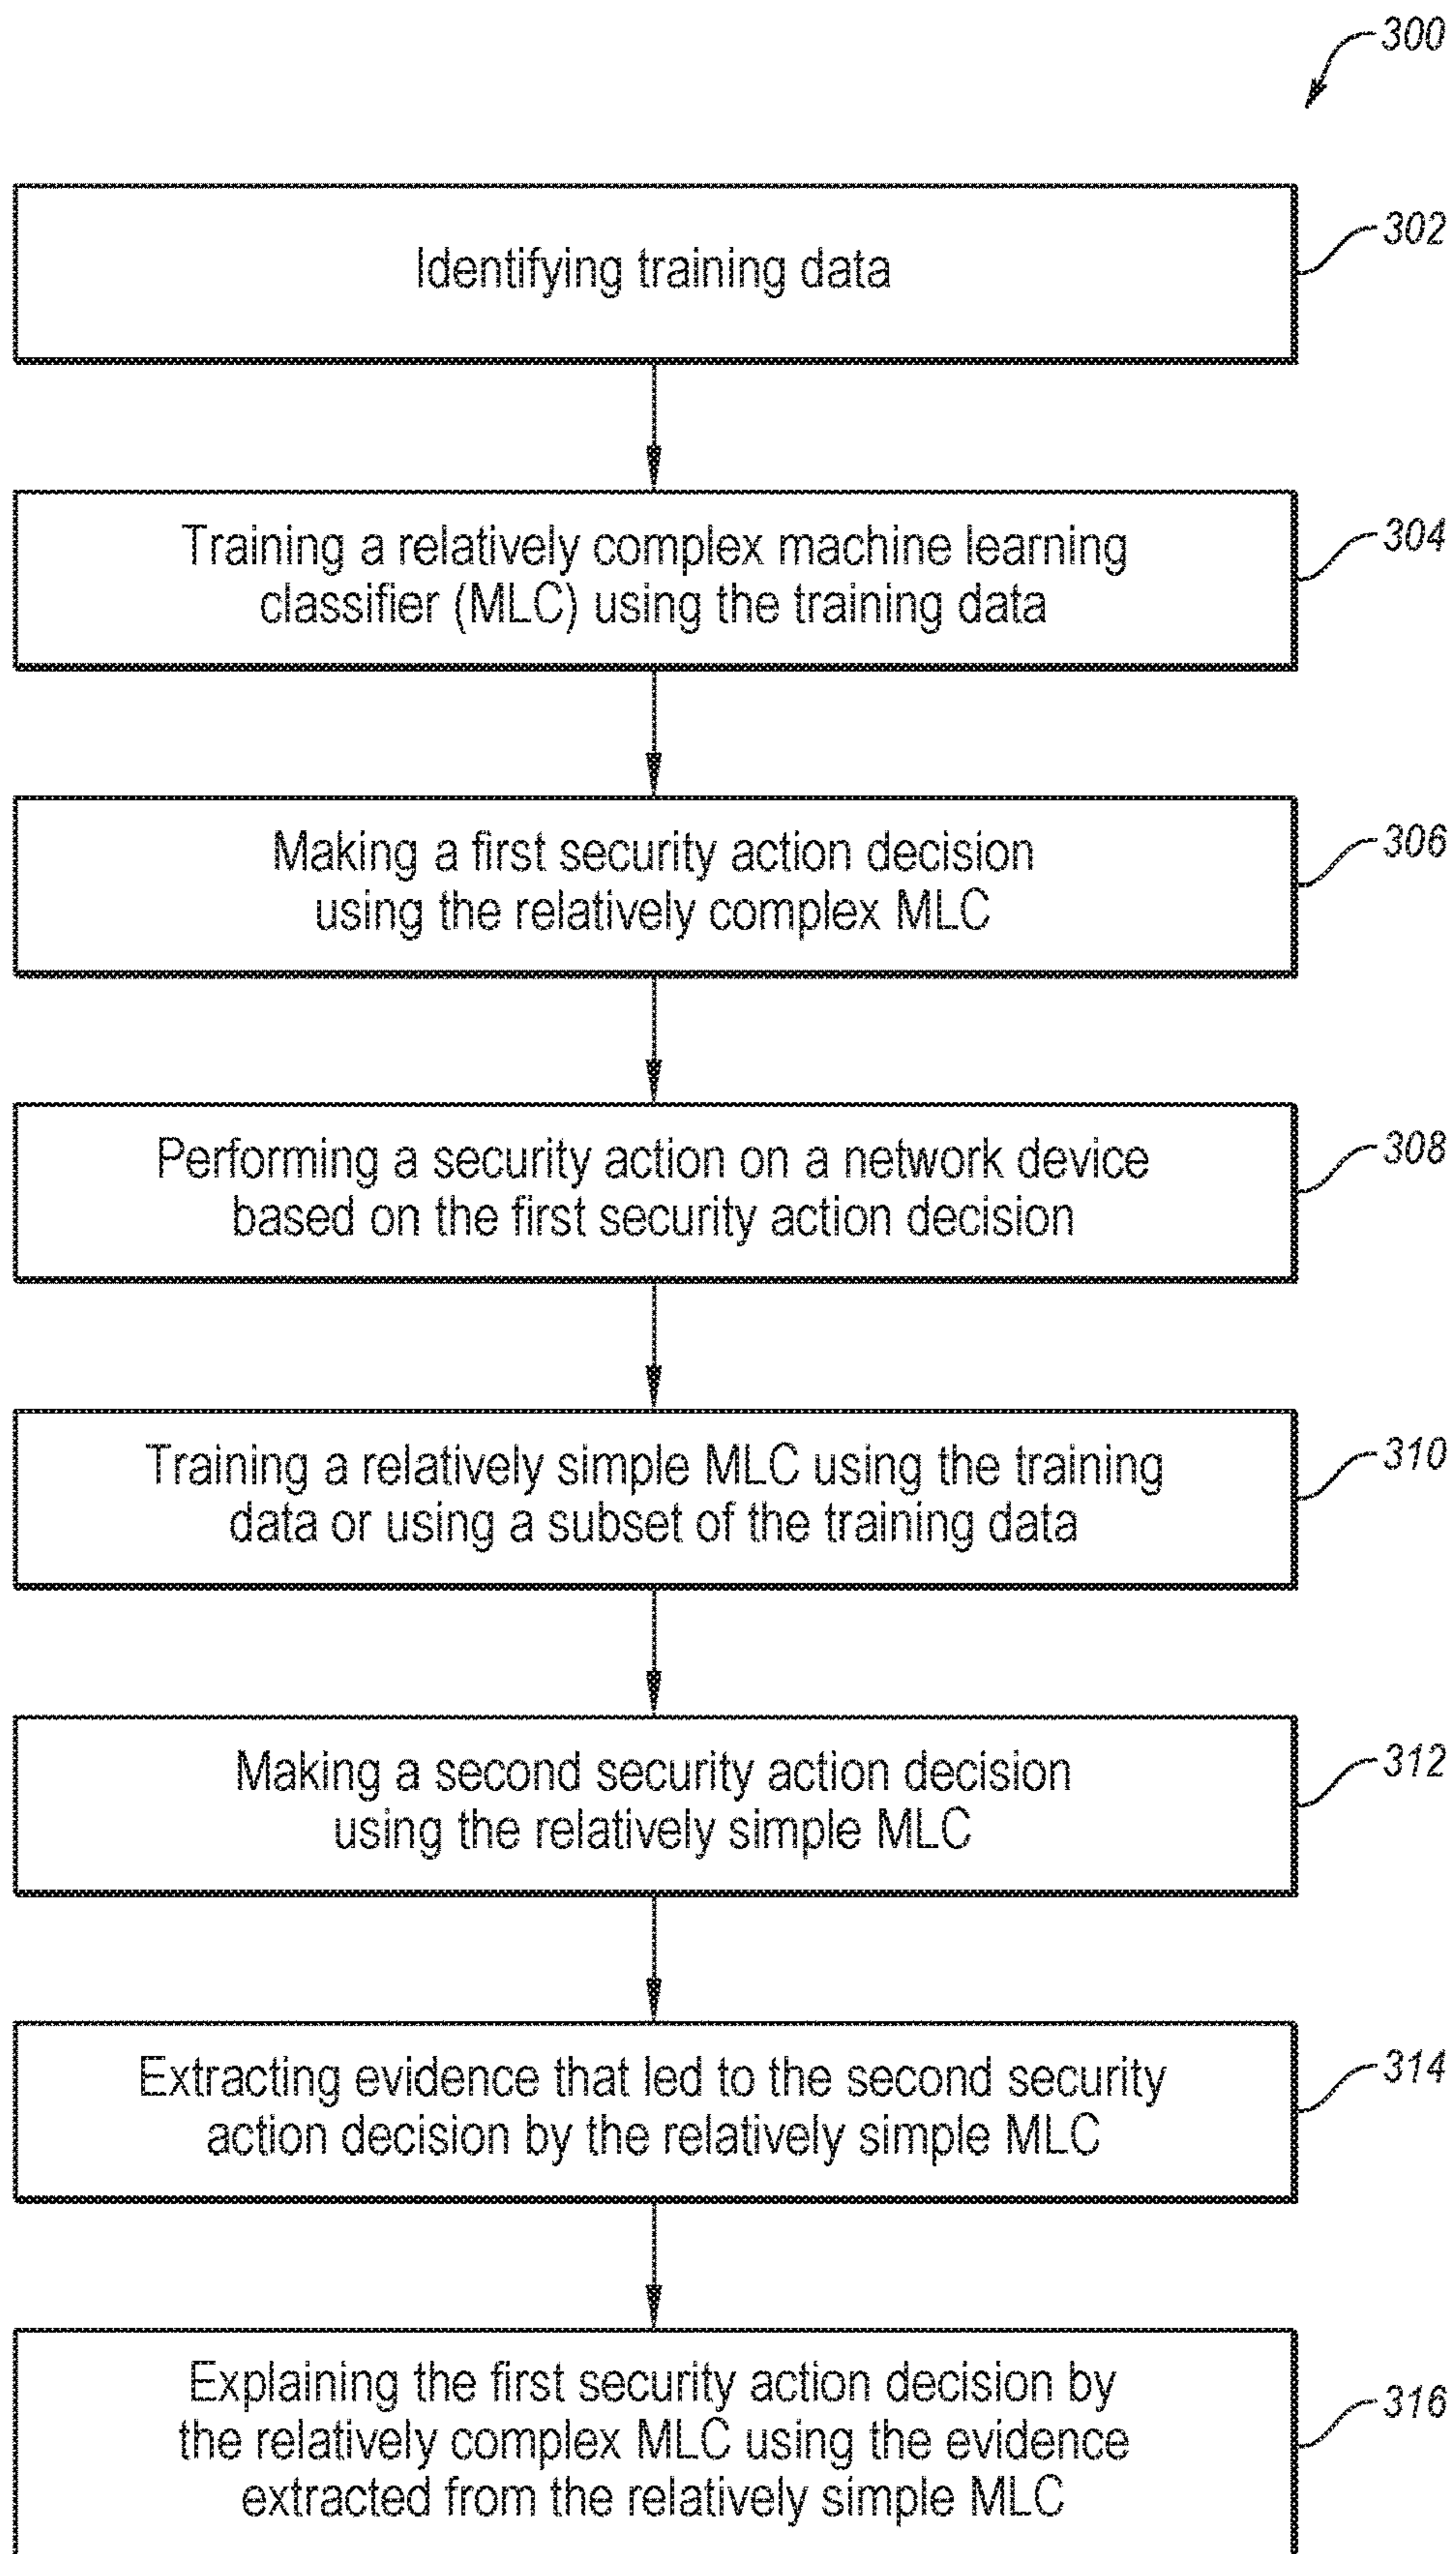 300
Identifying training data
302
Training a relatively complex machine learning
classifier (MLC) using the training data
304
Making a first security action decision
using the relatively complex MLC
306
Performing a security action on a network device
based on the first security action decision
308
Training a relatively simple MLC using the training
data or using a subset of the training data
310
Making a second security action decision
using the relatively simple MLC
312
Extracting evidence that led to the second security
action decision by the relatively simple MLC
314
Explaining the first security action decision by
the relatively complex MLC using the evidence
extracted from the relatively simple MLC
316